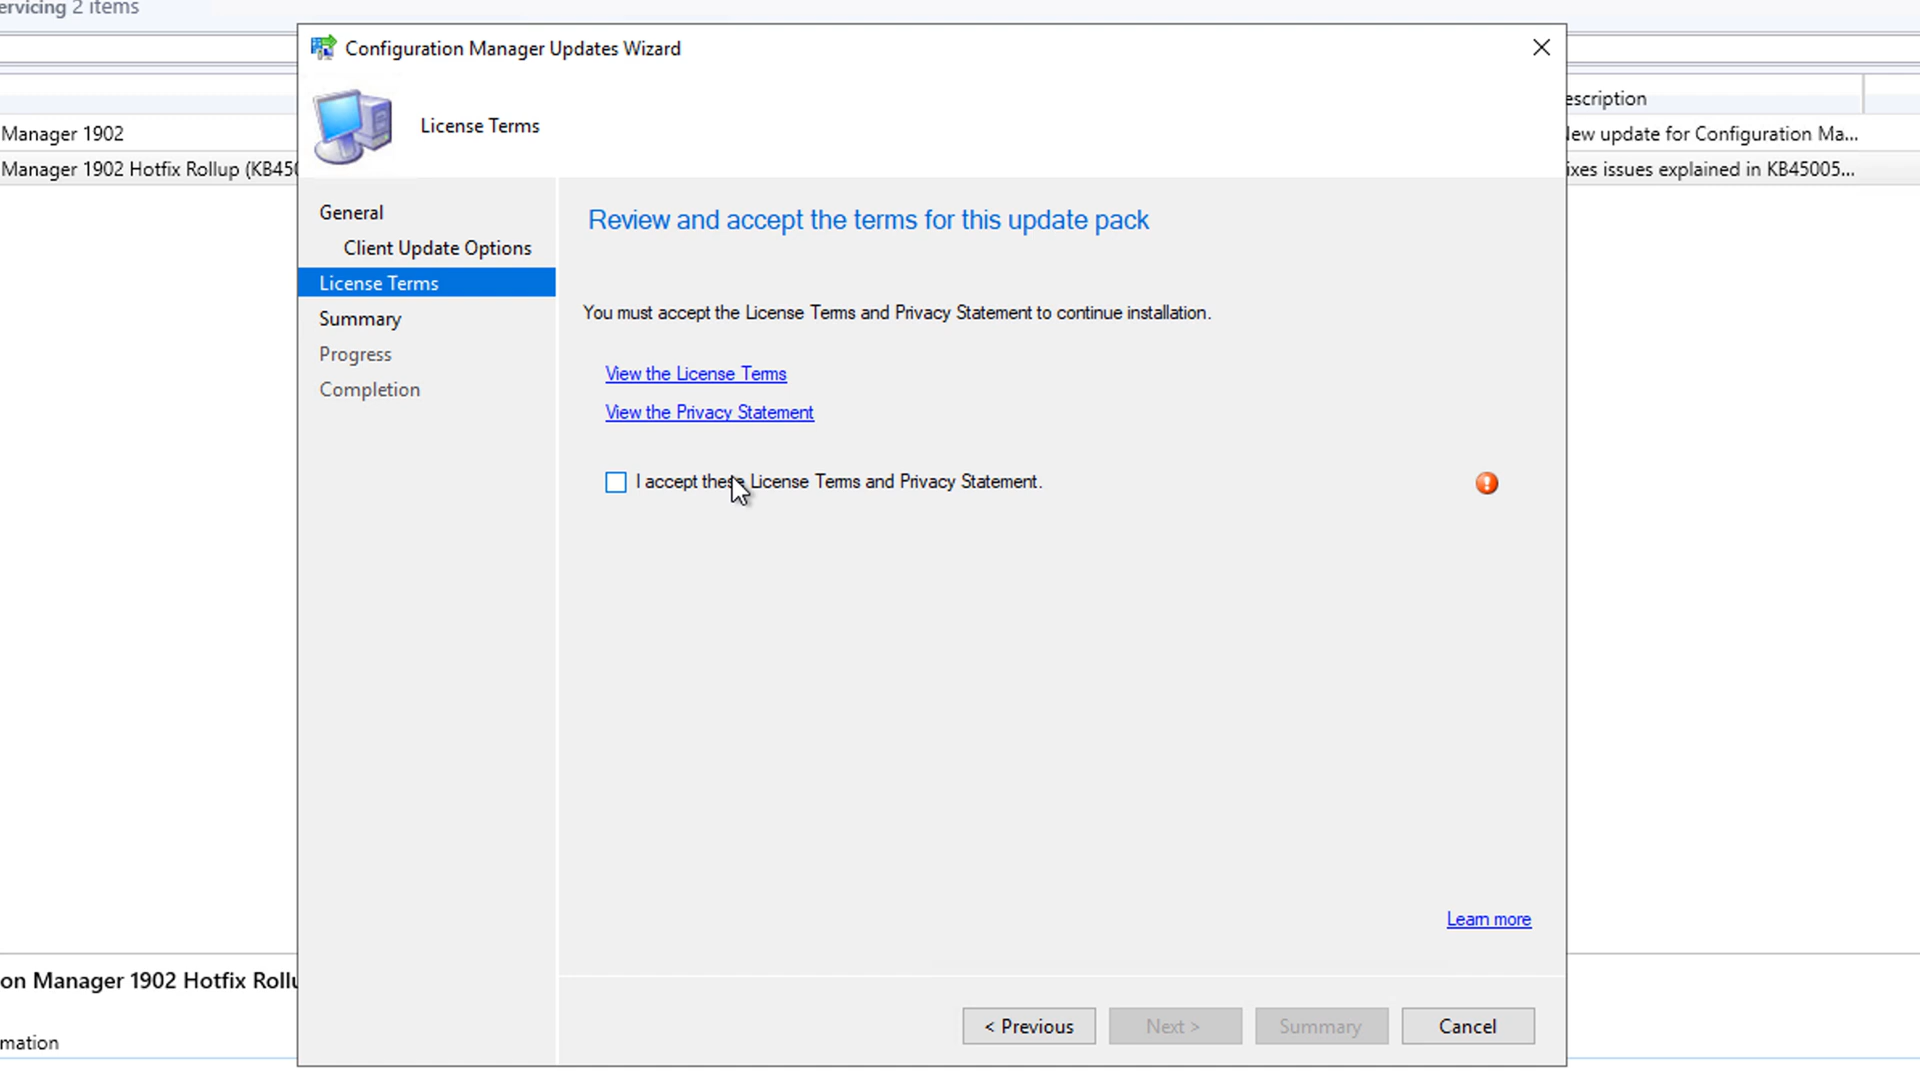 ervicing 2 items
Configuration Manager Updates Wizard
License Terms
escription
Manager 1902
New update for Configuration Ma...
Manager 1902 Hotfix Rollup (KB450
ixes issues explained in KB45005...
General
Client Update Options
License Terms
Summary
Progress
Completion
Review and accept the terms for this update pack
You must accept the License Terms and Privacy Statement to continue installation.
View the License Terms
View the Privacy Statement
I accept these License Terms and Privacy Statement.
Learn more
on Manager 1902 Hotfix Rollu
mation
< Previous
Next >
Summary
Cancel